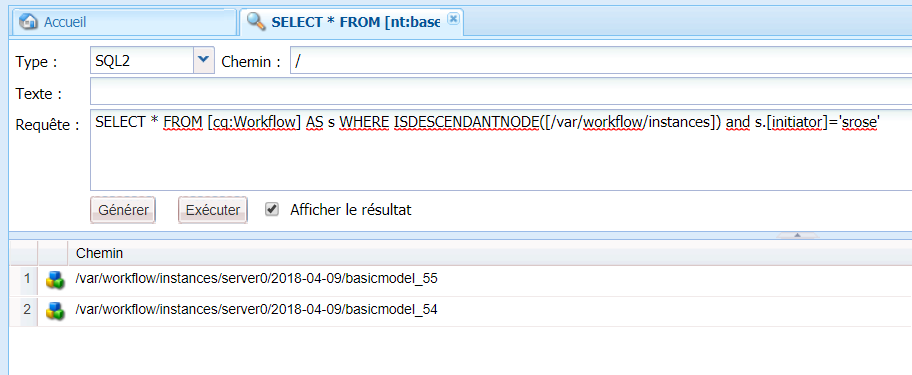 Accueil
SELECT * FROM [nt:base
Type : SQL2 Chemin : /
Texte :
Requête : SELECT * FROM [cq:Workflow] AS s WHERE ISDESCENDANTNODE([/var/workflow/instances]) and s.[initiator]='srose'
Générer Exécuter Afficher le résultat
Chemin
1 /var/workflow/instances/server0/2018-04-09/basicmodel_55
2 /var/workflow/instances/server0/2018-04-09/basicmodel_54